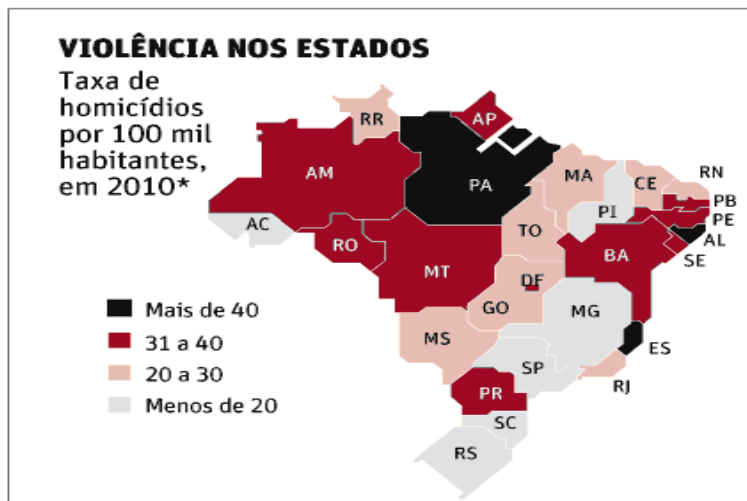 VIOLÊNCIA NOS ESTADOS
Taxa de
homicídios
por 100 mil
habitantes,
em 2010*
RR
AP
AM
PA
MA
CE
RN
PB
PE
AL
SE
PI
AC
RO
TO
BA
MT
DF
GO
MG
MS
ES
SP
RJ
PR
SC
RS
Mais de 40
31 a 40
20 a 30
Menos de 20